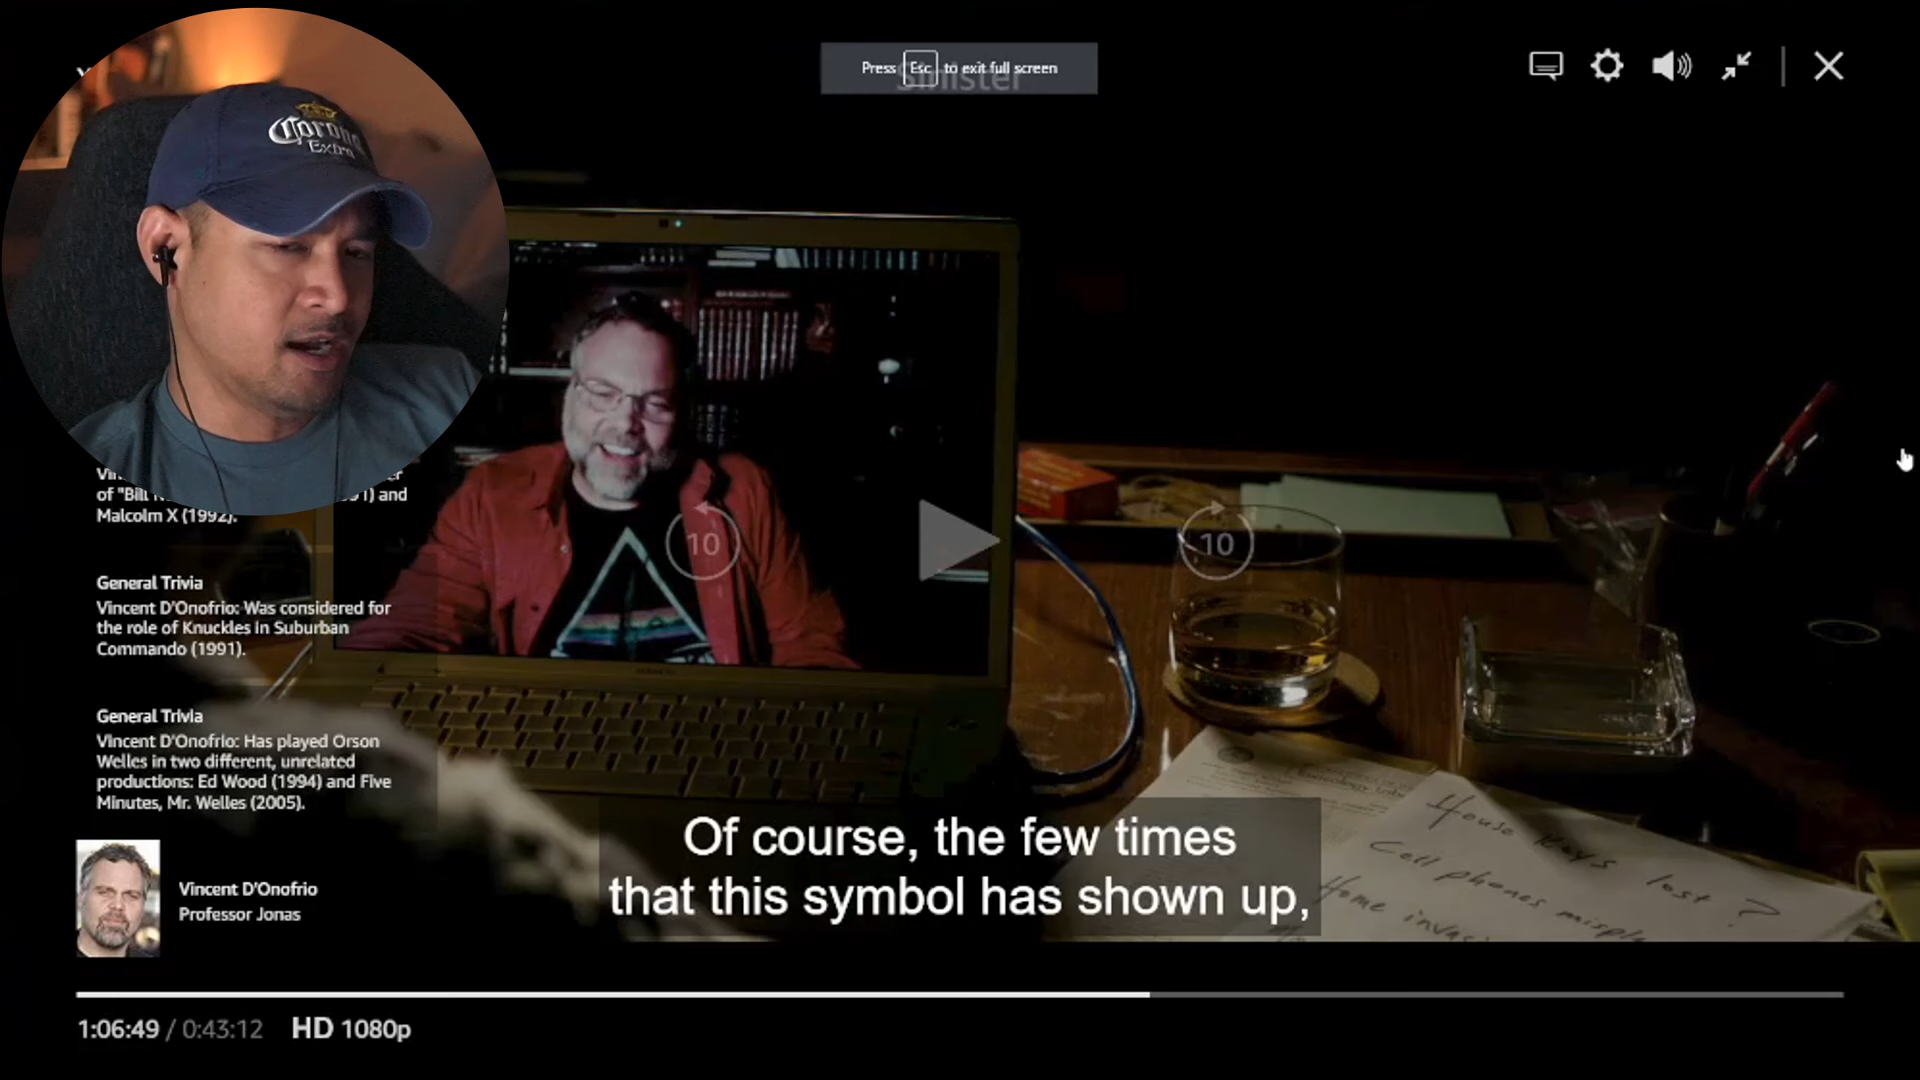 Press Esc to exit full screen
Sinister
Corona
Extra
of "Bill
and
Malcolm X (1992).
General Trivia
Vincent D'Onofrio: Was considered for
the role of Knuckles in Suburban
Commando (1991).
10
10
General Trivia
Vincent D'Onofrio: Has played Orson
Welles in two different, unrelated
productions: Ed Wood (1994) and Five
Minutes, Mr. Welles (2005).
House Keys lost?
Cell phones
Home
Of course, the few times
that this symbol has shown up,
Vincent D'Onofrio
Professor Jonas
1:06:49 / 0:43:12 HD 1080p